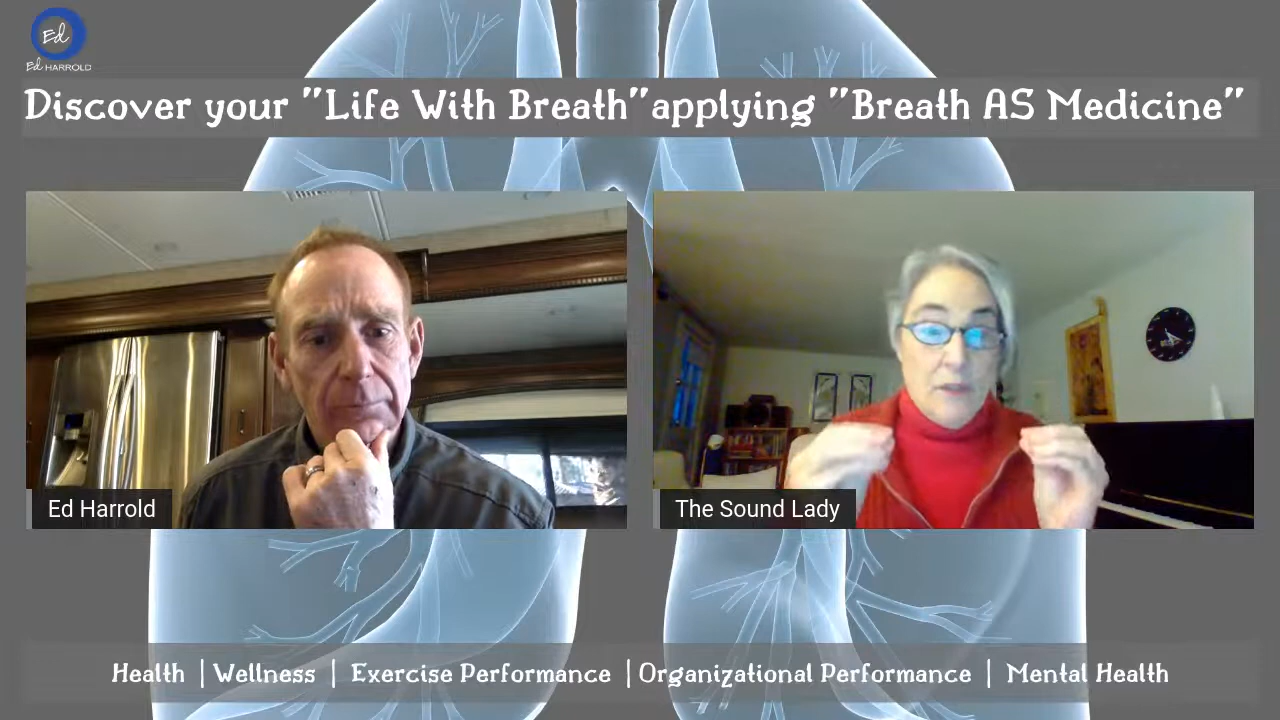 Ed
Ed HARROLD
Discover your "Life With Breath" applying "Breath AS Medicine"
Ed Harrold
The Sound Lady
Health | Wellness | Exercise Performance | Organizational Performance | Mental Health